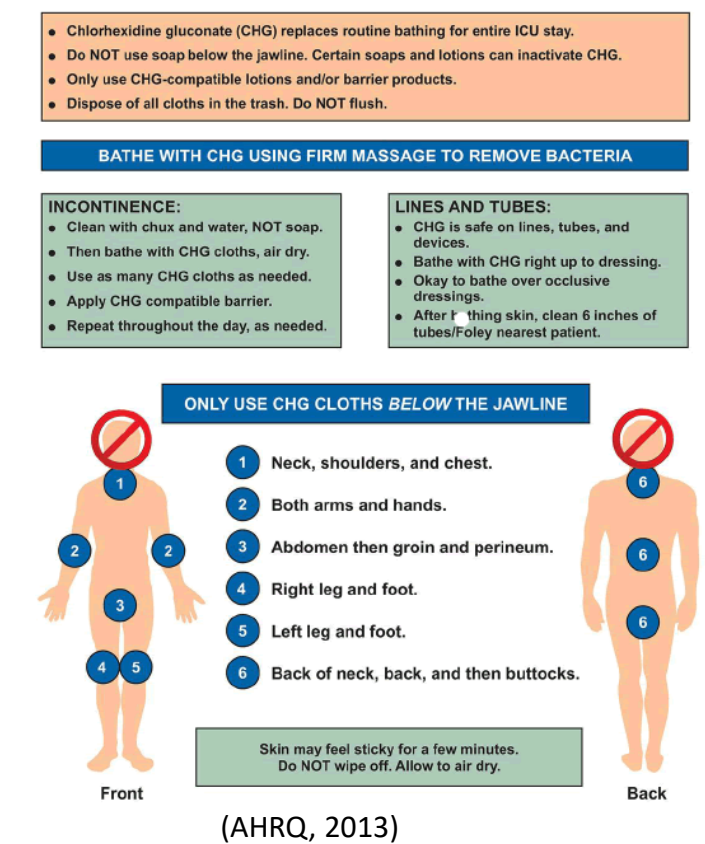 • Chlorhexidine gluconate (CHG) replaces routine bathing for entire ICU stay.
• Do NOT use soap below the jawline. Certain soaps and lotions can inactivate CHG.
• Only use CHG-compatible lotions and/or barrier products.
• Dispose of all cloths in the trash. Do NOT flush.
BATHE WITH CHG USING FIRM MASSAGE TO REMOVE BACTERIA
INCONTINENCE:
• Clean with chux and water, NOT soap.
• Then bathe with CHG cloths, air dry.
• Use as many CHG cloths as needed.
• Apply CHG compatible barrier.
• Repeat throughout the day, as needed.
LINES AND TUBES:
• CHG is safe on lines, tubes, and
devices.
• Bathe with CHG right up to dressing.
• Okay to bathe over occlusive
dressings.
• After bathing skin, clean 6 inches of
tubes/Foley nearest patient.
ONLY USE CHG CLOTHS BELOW THE JAWLINE
1 Neck, shoulders, and chest.
2 Both arms and hands.
3 Abdomen then groin and perineum.
4 Right leg and foot.
5 Left leg and foot.
6 Back of neck, back, and then buttocks.
1
2 2
3
4 5
6
6
6
Skin may feel sticky for a few minutes.
Do NOT wipe off. Allow to air dry.
Front
Back
(AHRQ, 2013)